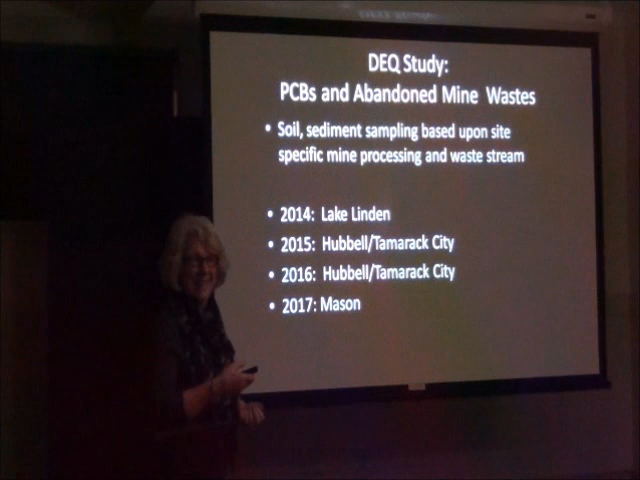 DEQ Study:
PCBs and Abandoned Mine Wastes
• Soil, sediment sampling based upon site
specific mine processing and waste stream
• 2014: Lake Linden
• 2015: Hubbell/Tamarack City
• 2016: Hubbell/Tamarack City
• 2017: Mason